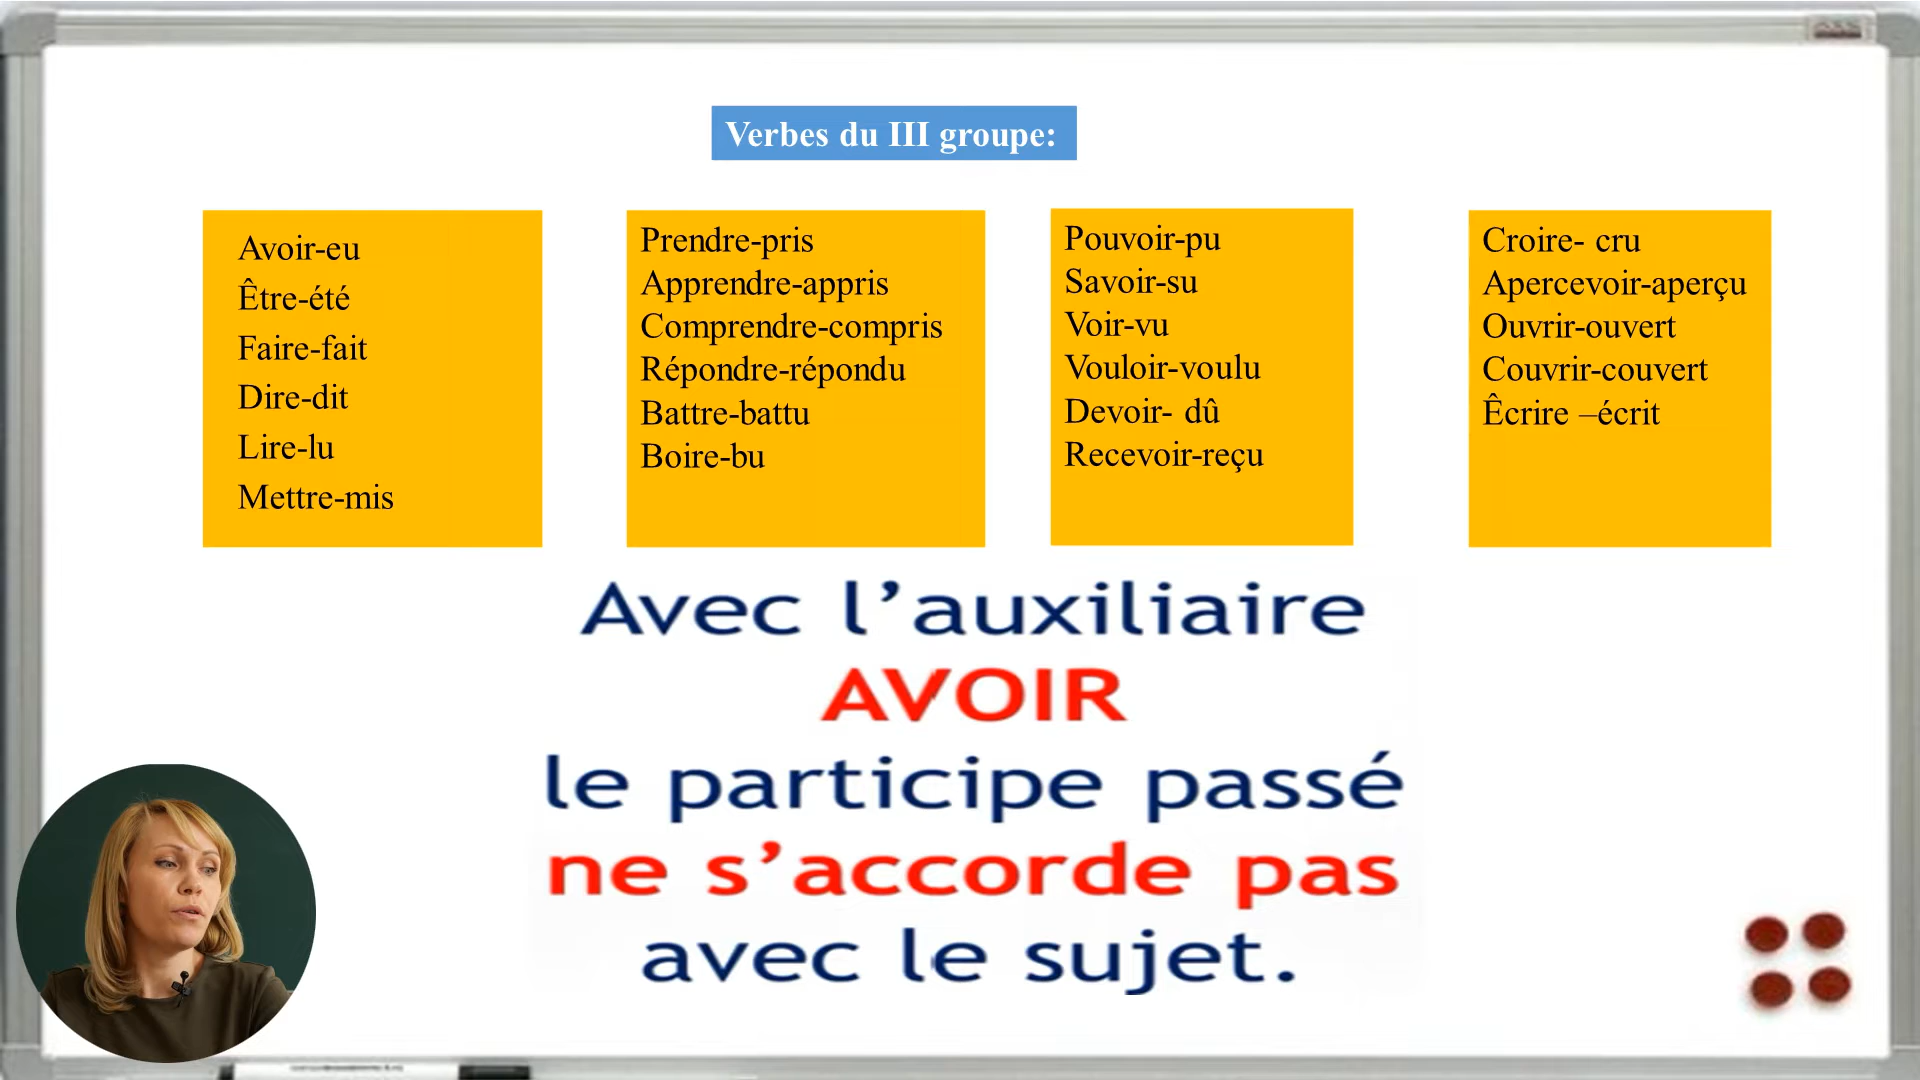 Verbes du III groupe:
Avoir-eu
Être-été
Faire-fait
Dire-dit
Lire-lu
Mettre-mis
Prendre-pris
Apprendre-appris
Comprendre-compris
Répondre-répondu
Battre-battu
Boire-bu
Pouvoir-pu
Savoir-su
Voir-vu
Vouloir-voulu
Devoir- dû
Recevoir-reçu
Croire- cru
Apercevoir-aperçu
Ouvrir-ouvert
Couvrir-couvert
Êcrire –écrit
Avec l’auxiliaire
AVOIR
le participe passé
ne s’accorde pas
avec le sujet.